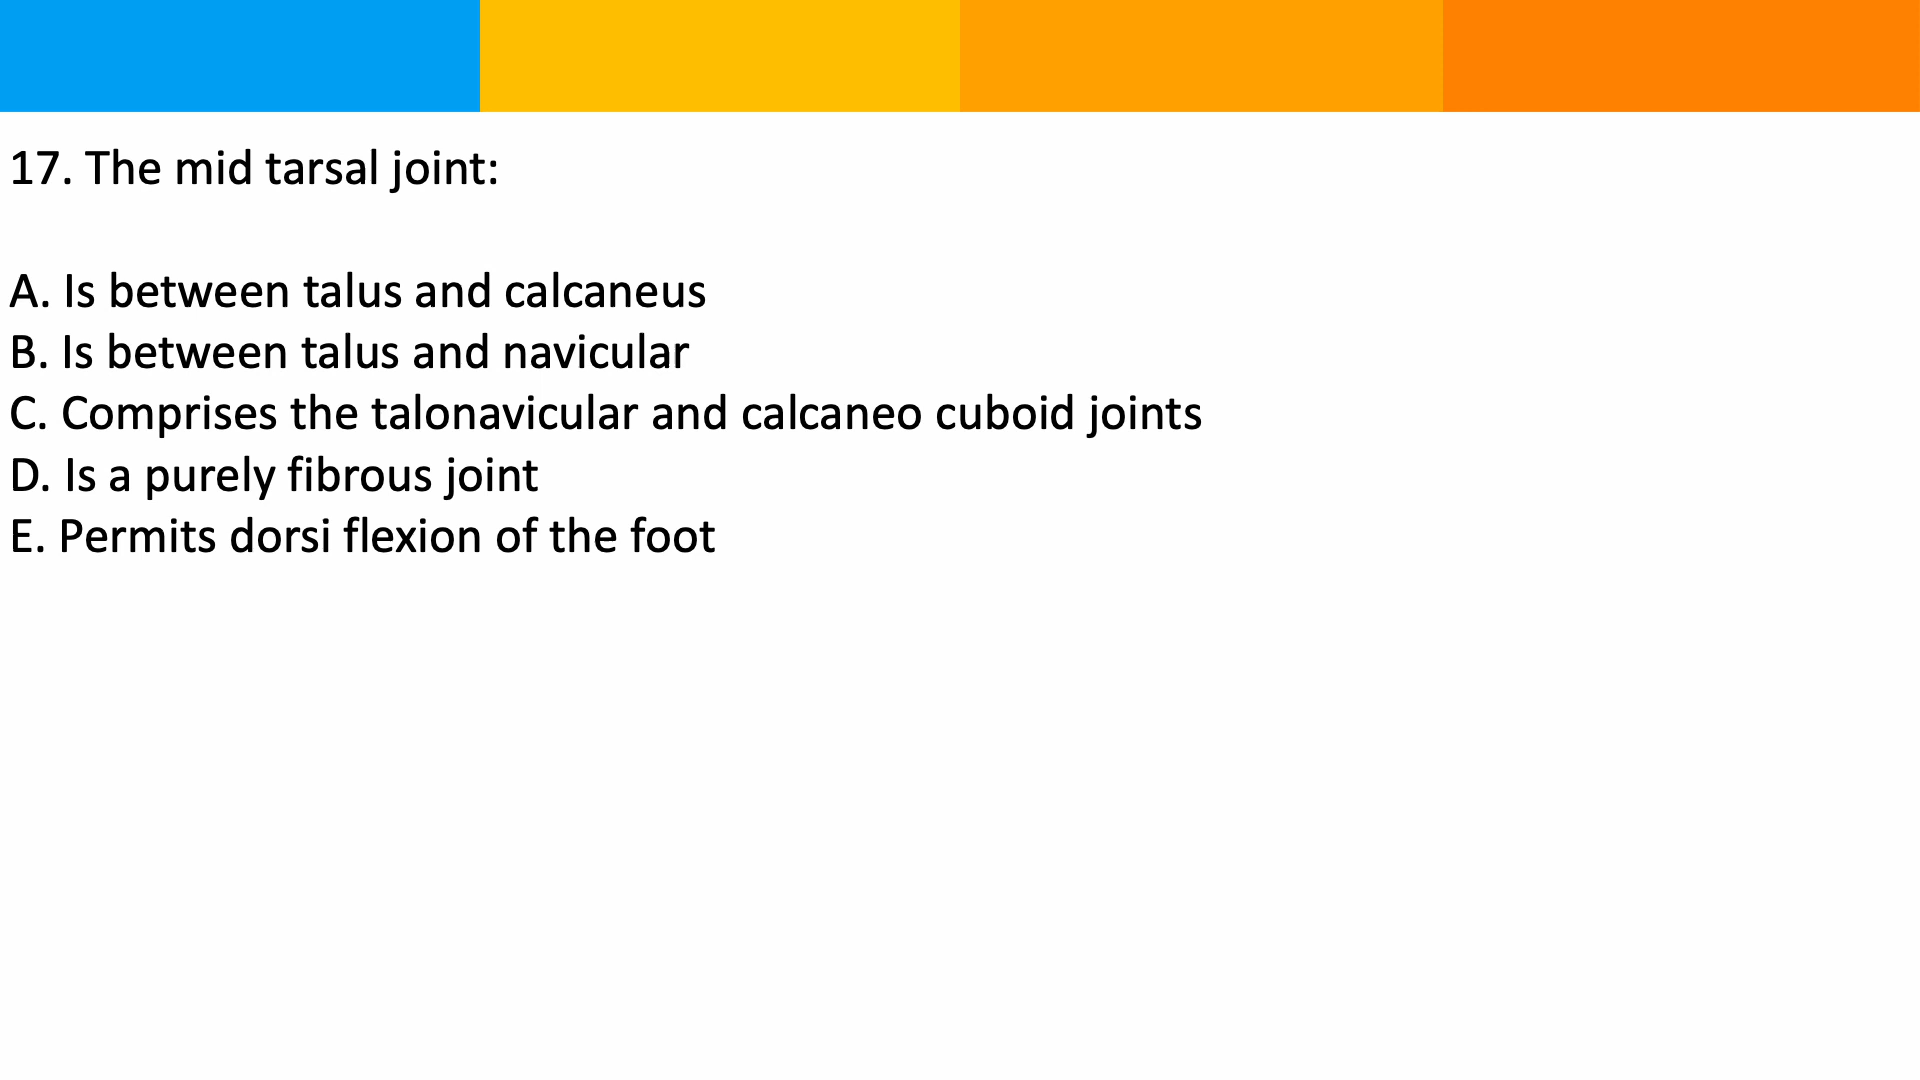 17. The mid tarsal joint:
A. Is between talus and calcaneus
B. Is between talus and navicular
C. Comprises the talonavicular and calcaneo cuboid joints
D. Is a purely fibrous joint
E. Permits dorsi flexion of the foot